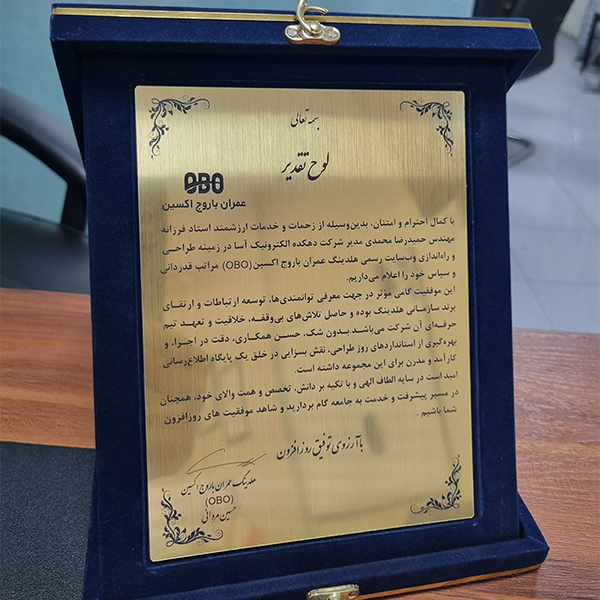 بسمه تعالی
لوح تقدیر
OBO
عمران باروج اکسین
با کمال احترام و امتنان، بدین‌وسیله از زحمات و خدمات ارزشمند استاد فرزانه
مهندس حمیدرضا محمدی مدیر شرکت دهکده الکترونیک آسا در زمینه طراحی
و راه‌اندازی وب‌سایت رسمی هلدینگ عمران باروج اکسین (OBO) مراتب قدردانی
و سپاس خود را اعلام می‌داریم.
این موفقیت گامی مؤثر در جهت معرفی توانمندی‌ها، توسعه ارتباطات و ارتقای
برند سازمانی هلدینگ بوده و حاصل تلاش‌های بی‌وقفه، خلاقیت و تعهد تیم
حرفه‌ای آن شرکت می‌باشد.بدون شک، حسن همکاری، دقت در اجرا، و
بهره‌گیری از استانداردهای روز طراحی، نقش بسزایی در خلق یک پایگاه اطلاع‌رسانی
کارآمد و مدرن برای این مجموعه داشته است.
امید است در سایه الطاف الهی و با تکیه بر دانش، تخصص و همت والای خود، همچنان
در مسیر پیشرفت و خدمت به جامعه گام بردارید و شاهد موفقیت های روزافزون
شما باشیم .
با آرزوی توفیق روزافزون
هلدینگ عمران باروج اکسین
(OBO)
حسین مردانی